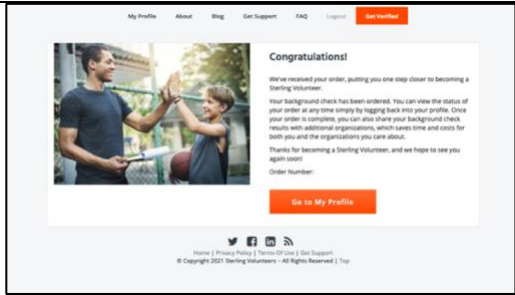 My Profile About Blog Get Support FAQ Logout Get Verified
Congratulations!
We've received your order, putting you one step closer to becoming a
Sterling Volunteer.
Your background check has been ordered. You can view the status of
your order at any time simply by logging back into your profile. Once
your order is complete, you can also share your background check
results with additional organizations, which saves time and costs for
both you and the organizations you care about.
Thanks for becoming a Sterling Volunteer, and we hope to see you
again soon!
Order Number:
Go to My Profile
Home | Privacy Policy | Terms Of Use | Get Support
© Copyright 2021 Sterling Volunteers - All Rights Reserved | Top